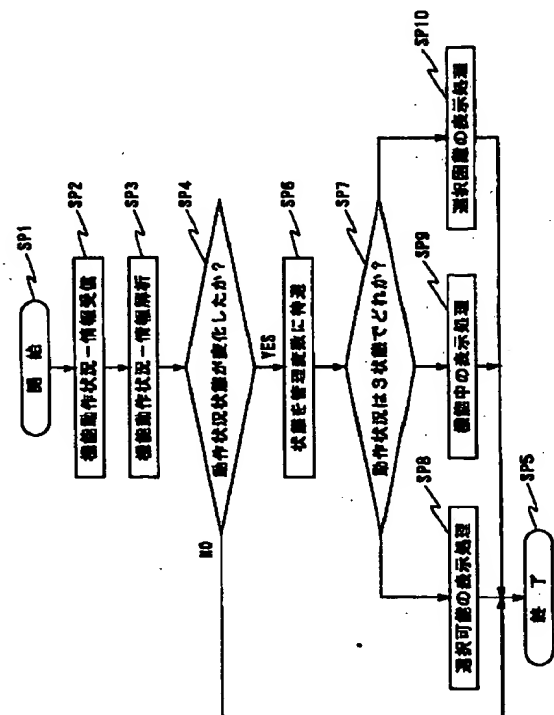 開始
SP1
機能動作状況-情報受信
SP2
機能動作状況-情報解析
SP3
動作状況状態が変化したか?
SP4
NO
YES
状態を管理変数に待避
SP6
動作状況は3状態でどれか?
SP7
選択可能の表示処理
SP8
機能中の表示処理
SP9
選択困難の表示処理
SP10
終了
SP5